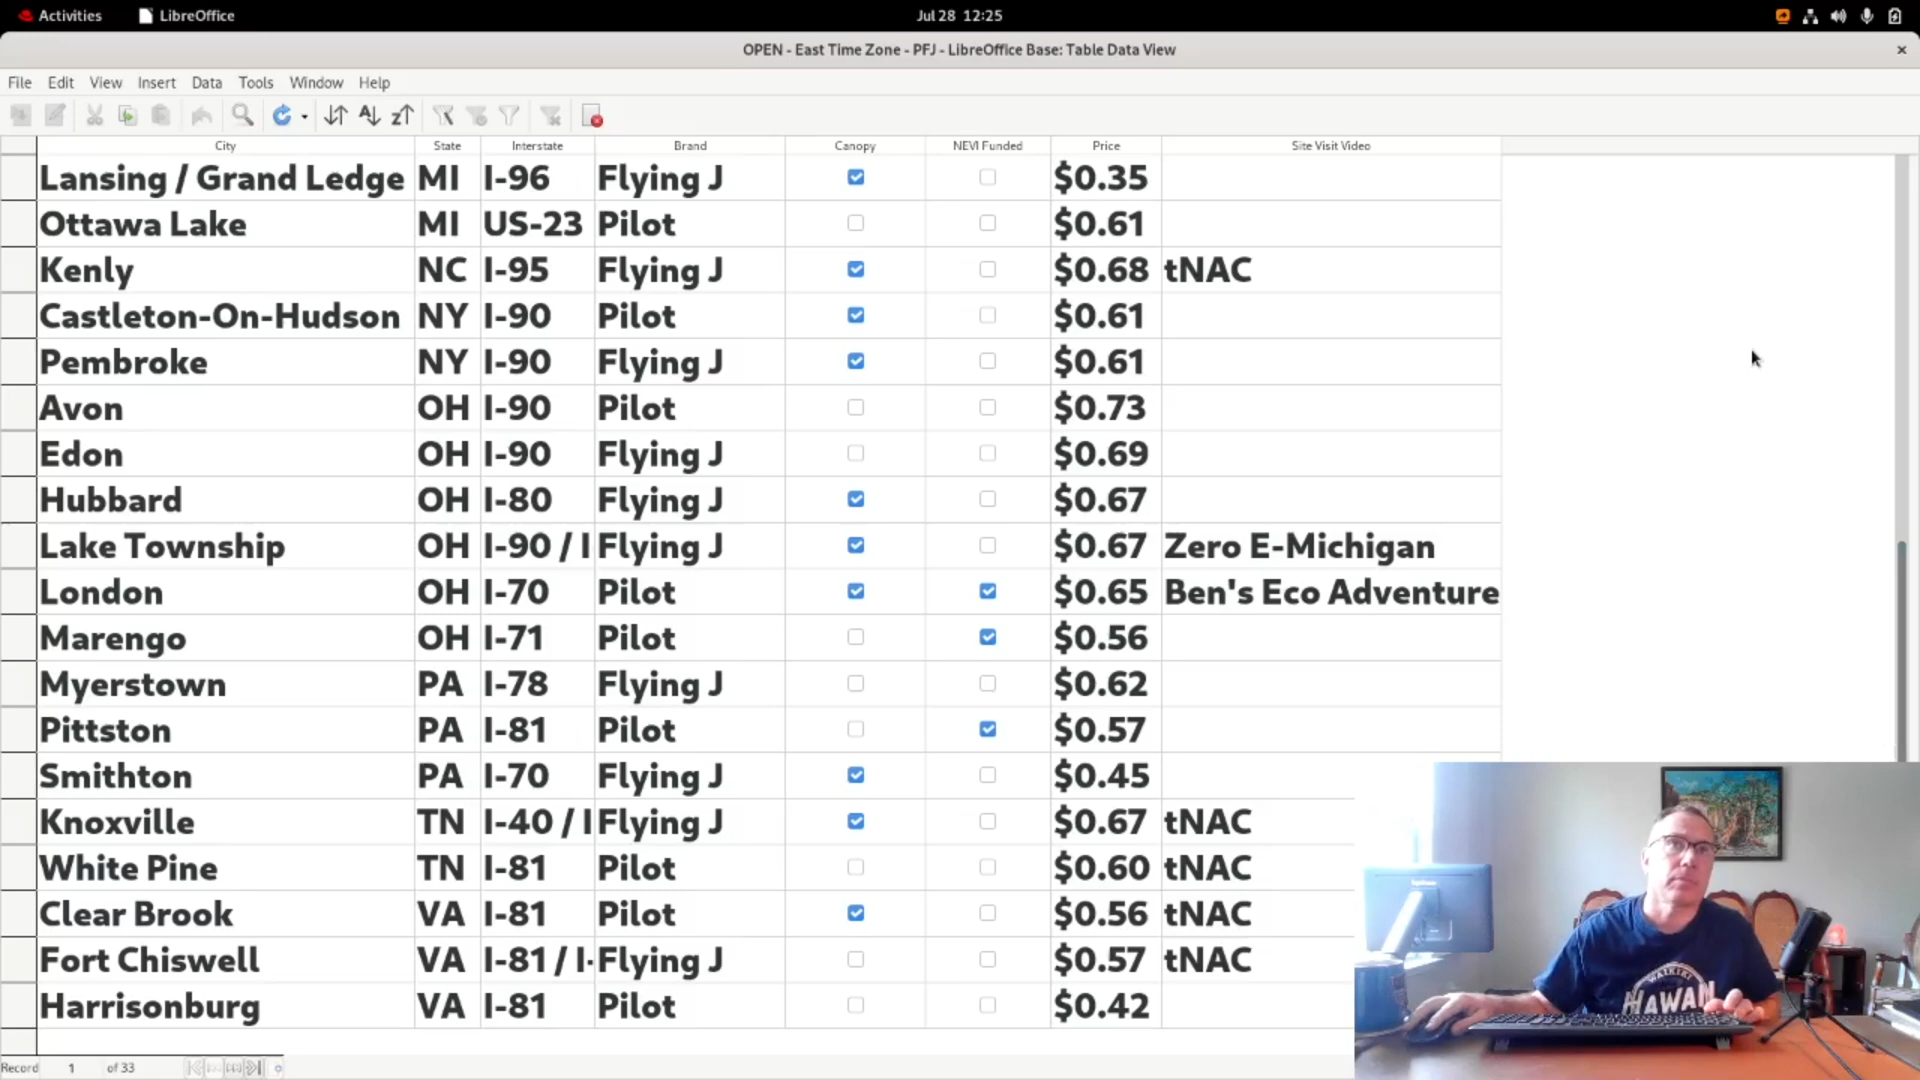 Activities LibreOffice Jul 28 12:25
OPEN - East Time Zone - PFJ - LibreOffice Base: Table Data View
File Edit View Insert Data Tools Window Help
City State Interstate Brand Canopy NEVI Funded Price Site Visit Video
Lansing / Grand Ledge MI I-96 Flying J $0.35
Ottawa Lake MI US-23 Pilot $0.61
Kenly NC I-95 Flying J $0.68 tNAC
Castleton-On-Hudson NY I-90 Pilot $0.61
Pembroke NY I-90 Flying J $0.61
Avon OH I-90 Pilot $0.73
Edon OH I-90 Flying J $0.69
Hubbard OH I-80 Flying J $0.67
Lake Township OH I-90 / I Flying J $0.67 Zero E-Michigan
London OH I-70 Pilot $0.65 Ben's Eco Adventure
Marengo OH I-71 Pilot $0.56
Myerstown PA I-78 Flying J $0.62
Pittston PA I-81 Pilot $0.57
Smithton PA I-70 Flying J $0.45
Knoxville TN I-40 / I Flying J $0.67 tNAC
White Pine TN I-81 Pilot $0.60 tNAC
Clear Brook VA I-81 Pilot $0.56 tNAC
Fort Chiswell VA I-81 / I- Flying J $0.57 tNAC
Harrisonburg VA I-81 Pilot $0.42
WAIKIKI
HAWAII
Record 1 of 33